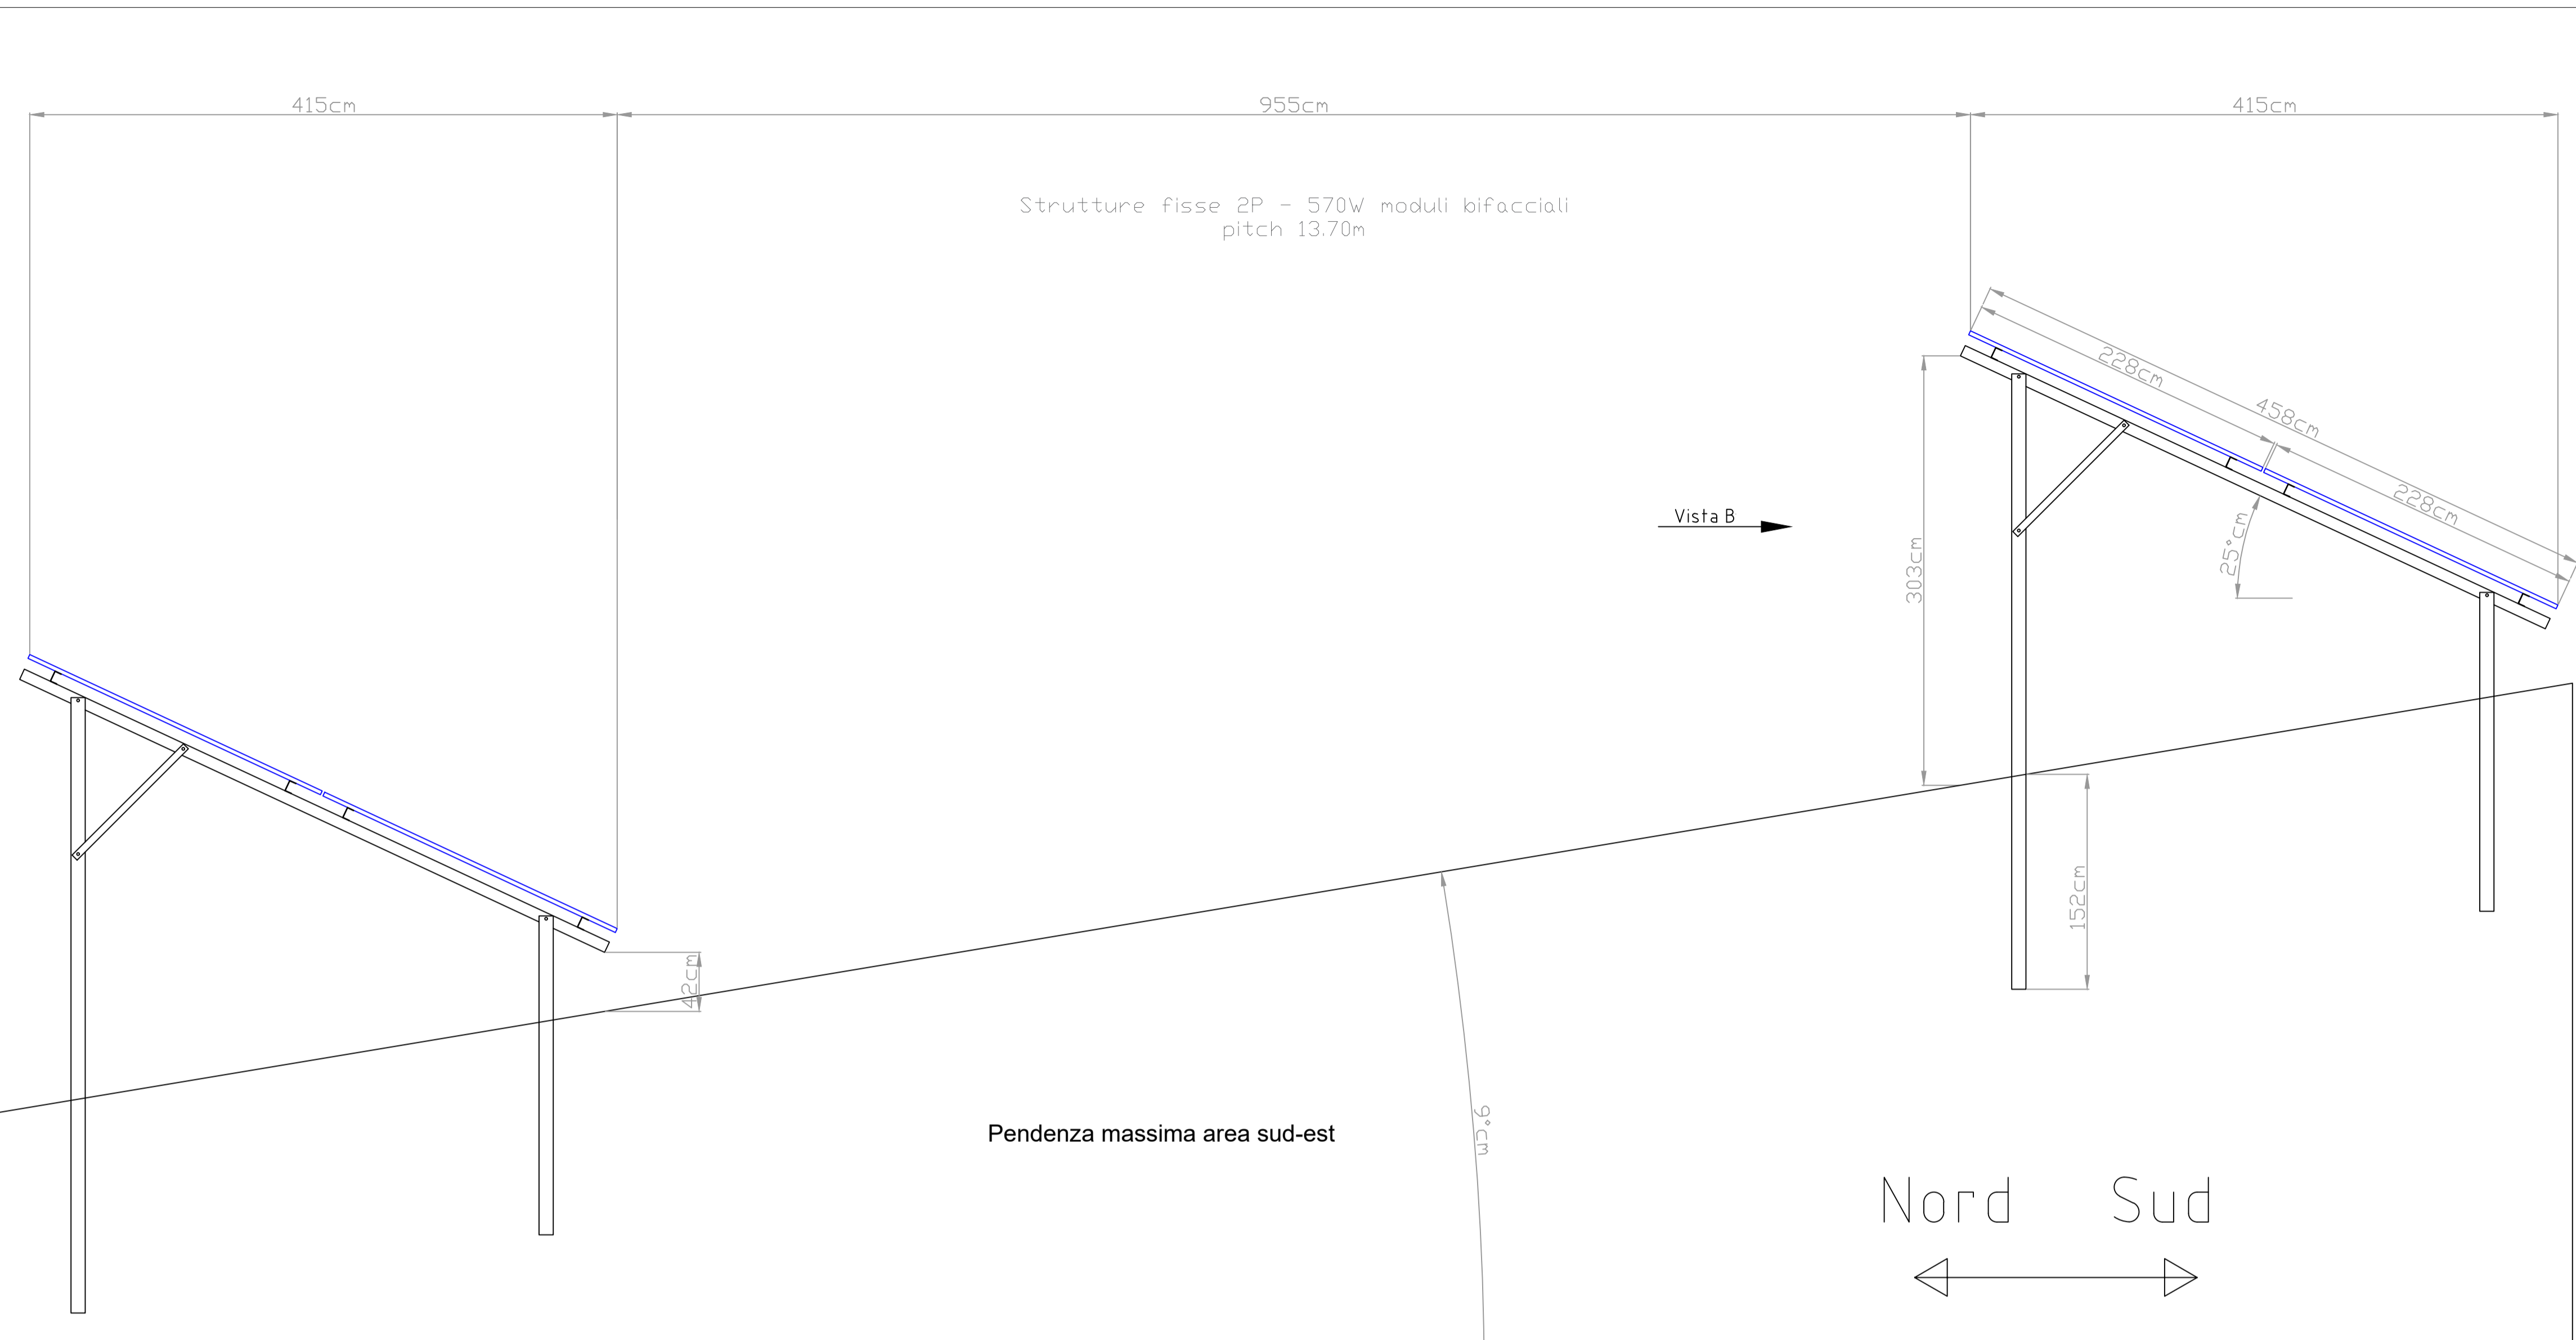 415cm
955cm
415cm
Strutture fisse 2P - 570W moduli bifacciali
pitch 13.70m
228cm
458cm
228cm
Vista B
25°cm
303cm
152cm
42cm
9°cm
Pendenza massima area sud-est
Nord Sud